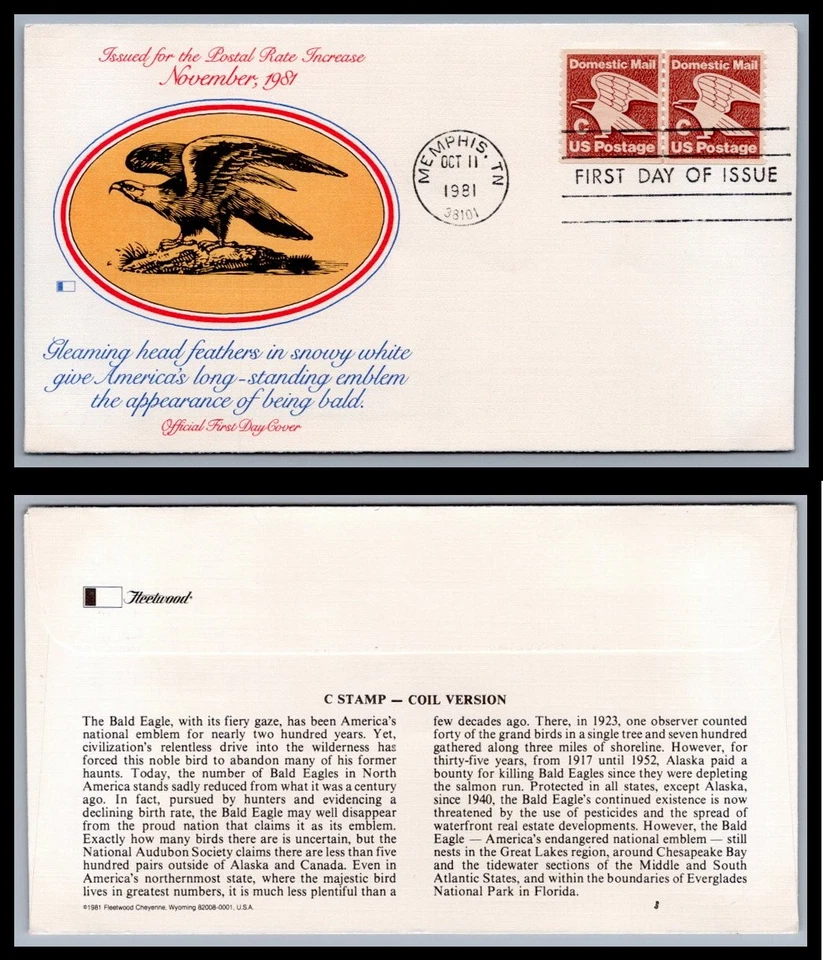 Issued for the Postal Rate Increase
November, 1981
Domestic Mail
C
US Postage
Domestic Mail
C
US Postage
MEMPHIS, TN
OCT 11
1981
38101
FIRST DAY OF ISSUE
Gleaming head feathers in snowy white
give America's long-standing emblem
the appearance of being bald.
Official First Day Cover
Fleetwood
C STAMP — COIL VERSION
The Bald Eagle, with its fiery gaze, has been America's
national emblem for nearly two hundred years. Yet,
civilization's relentless drive into the wilderness has
forced this noble bird to abandon many of his former
haunts. Today, the number of Bald Eagles in North
America stands sadly reduced from what it was a century
ago. In fact, pursued by hunters and evidencing a
declining birth rate, the Bald Eagle may well disappear
from the proud nation that claims it as its emblem.
Exactly how many birds there are is uncertain, but the
National Audubon Society claims there are less than five
hundred pairs outside of Alaska and Canada. Even in
America's northernmost state, where the majestic bird
lives in greatest numbers, it is much less plentiful than a
few decades ago. There, in 1923, one observer counted
forty of the grand birds in a single tree and seven hundred
gathered along three miles of shoreline. However, for
thirty-five years, from 1917 until 1952, Alaska paid a
bounty for killing Bald Eagles since they were depleting
the salmon run. Protected in all states, except Alaska,
since 1940, the Bald Eagle's continued existence is now
threatened by the use of pesticides and the spread of
waterfront real estate developments. However, the Bald
Eagle — America's endangered national emblem — still
nests in the Great Lakes region, around Chesapeake Bay
and the tidewater sections of the Middle and South
Atlantic States, and within the boundaries of Everglades
National Park in Florida.
©1981 Fleetwood Cheyenne, Wyoming 82008-0001, U.S.A.